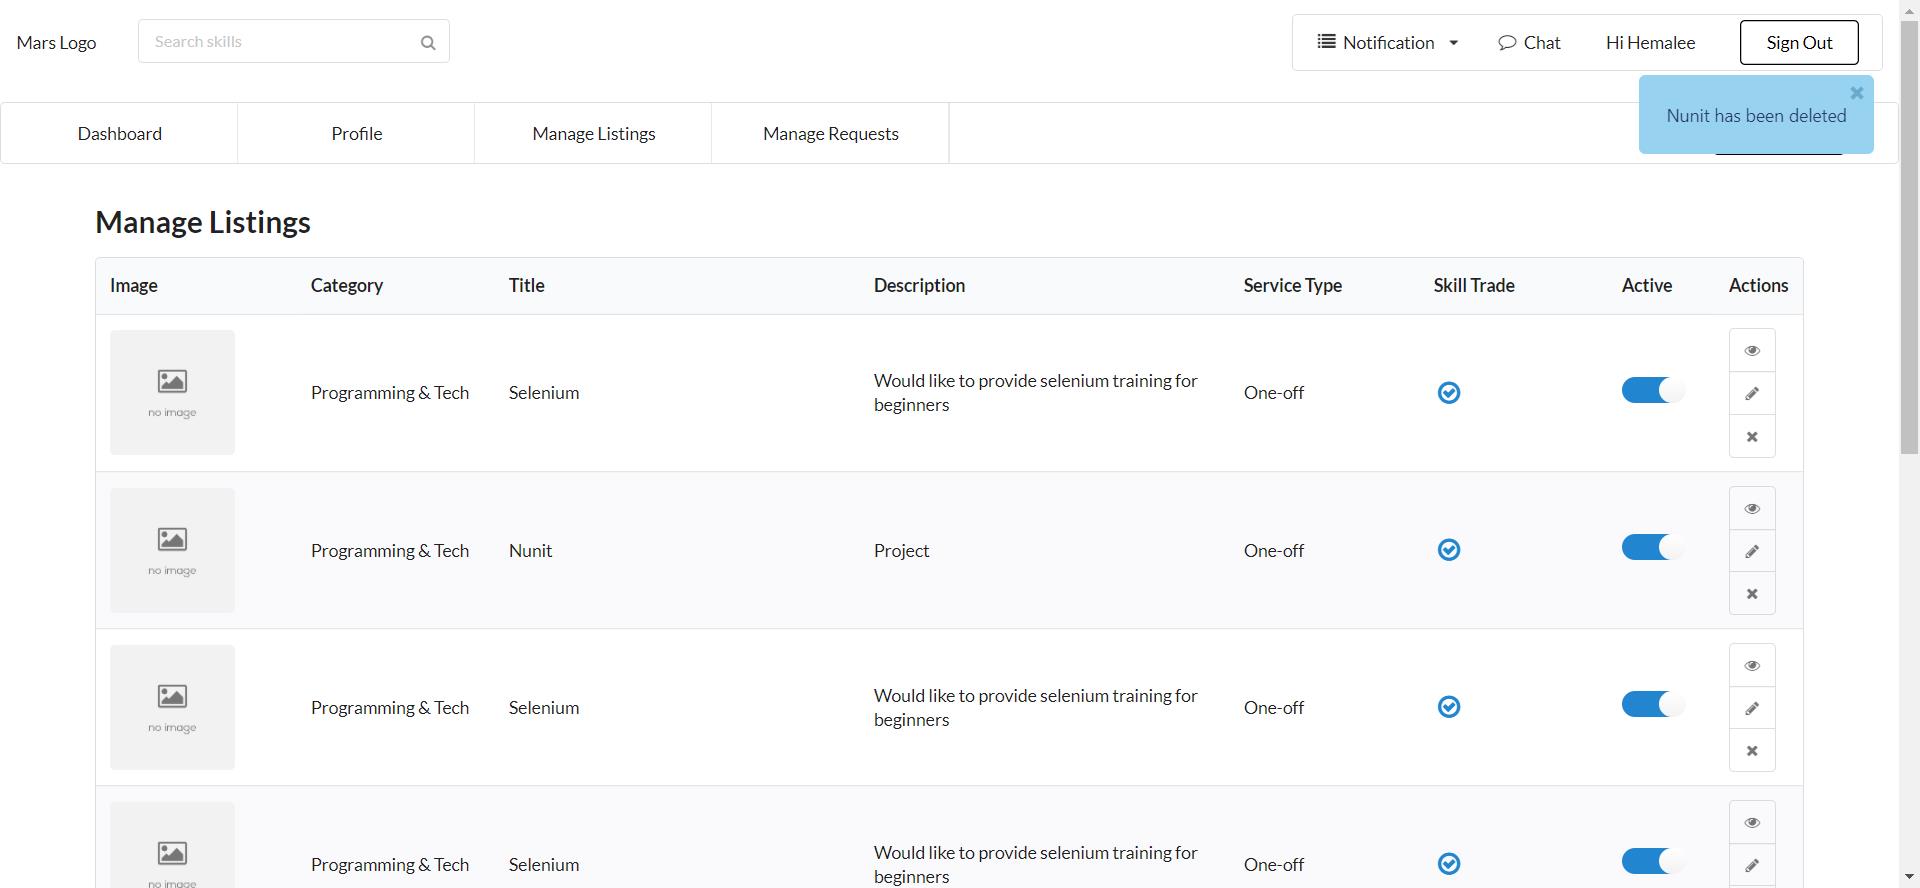 Mars Logo
Search skills
Notification
Chat
Hi Hemalee
Sign Out
Nunit has been deleted
Dashboard
Profile
Manage Listings
Manage Requests
Manage Listings
Image
Category
Title
Description
Service Type
Skill Trade
Active
Actions
no image
Programming & Tech
Selenium
Would like to provide selenium training for
beginners
One-off
no image
Programming & Tech
Nunit
Project
One-off
no image
Programming & Tech
Selenium
Would like to provide selenium training for
beginners
One-off
no image
Programming & Tech
Selenium
Would like to provide selenium training for
beginners
One-off